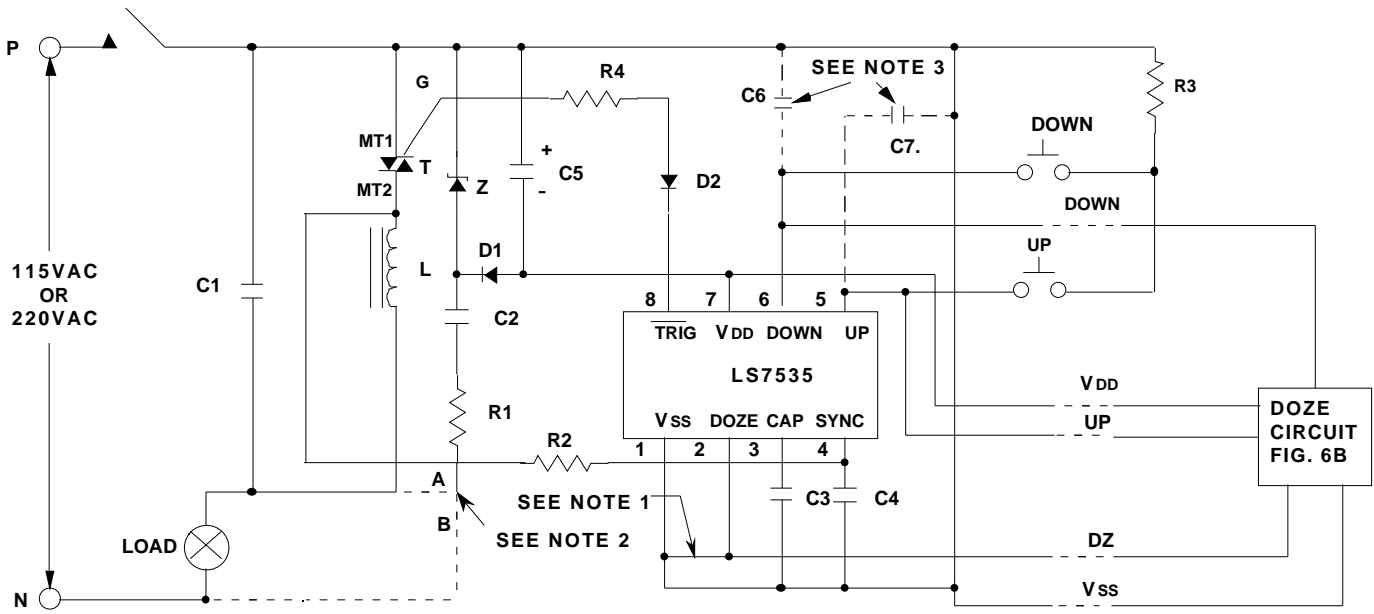 P
115VAC
OR
220VAC
N
C1
LOAD
G
MT1
T
MT2
L
Z
D1
C2
R1
R2
A
B
SEE NOTE 2
+
C5
-
R4
D2
SEE NOTE 3
C6
C7.
R3
DOWN
DOWN
UP
8 7 6 5
TRIG VDD DOWN UP
LS7535
VSS DOZE CAP SYNC
1 2 3 4
SEE NOTE 1
C3
C4
VDD
UP
DZ
VSS
DOZE
CIRCUIT
FIG. 6B